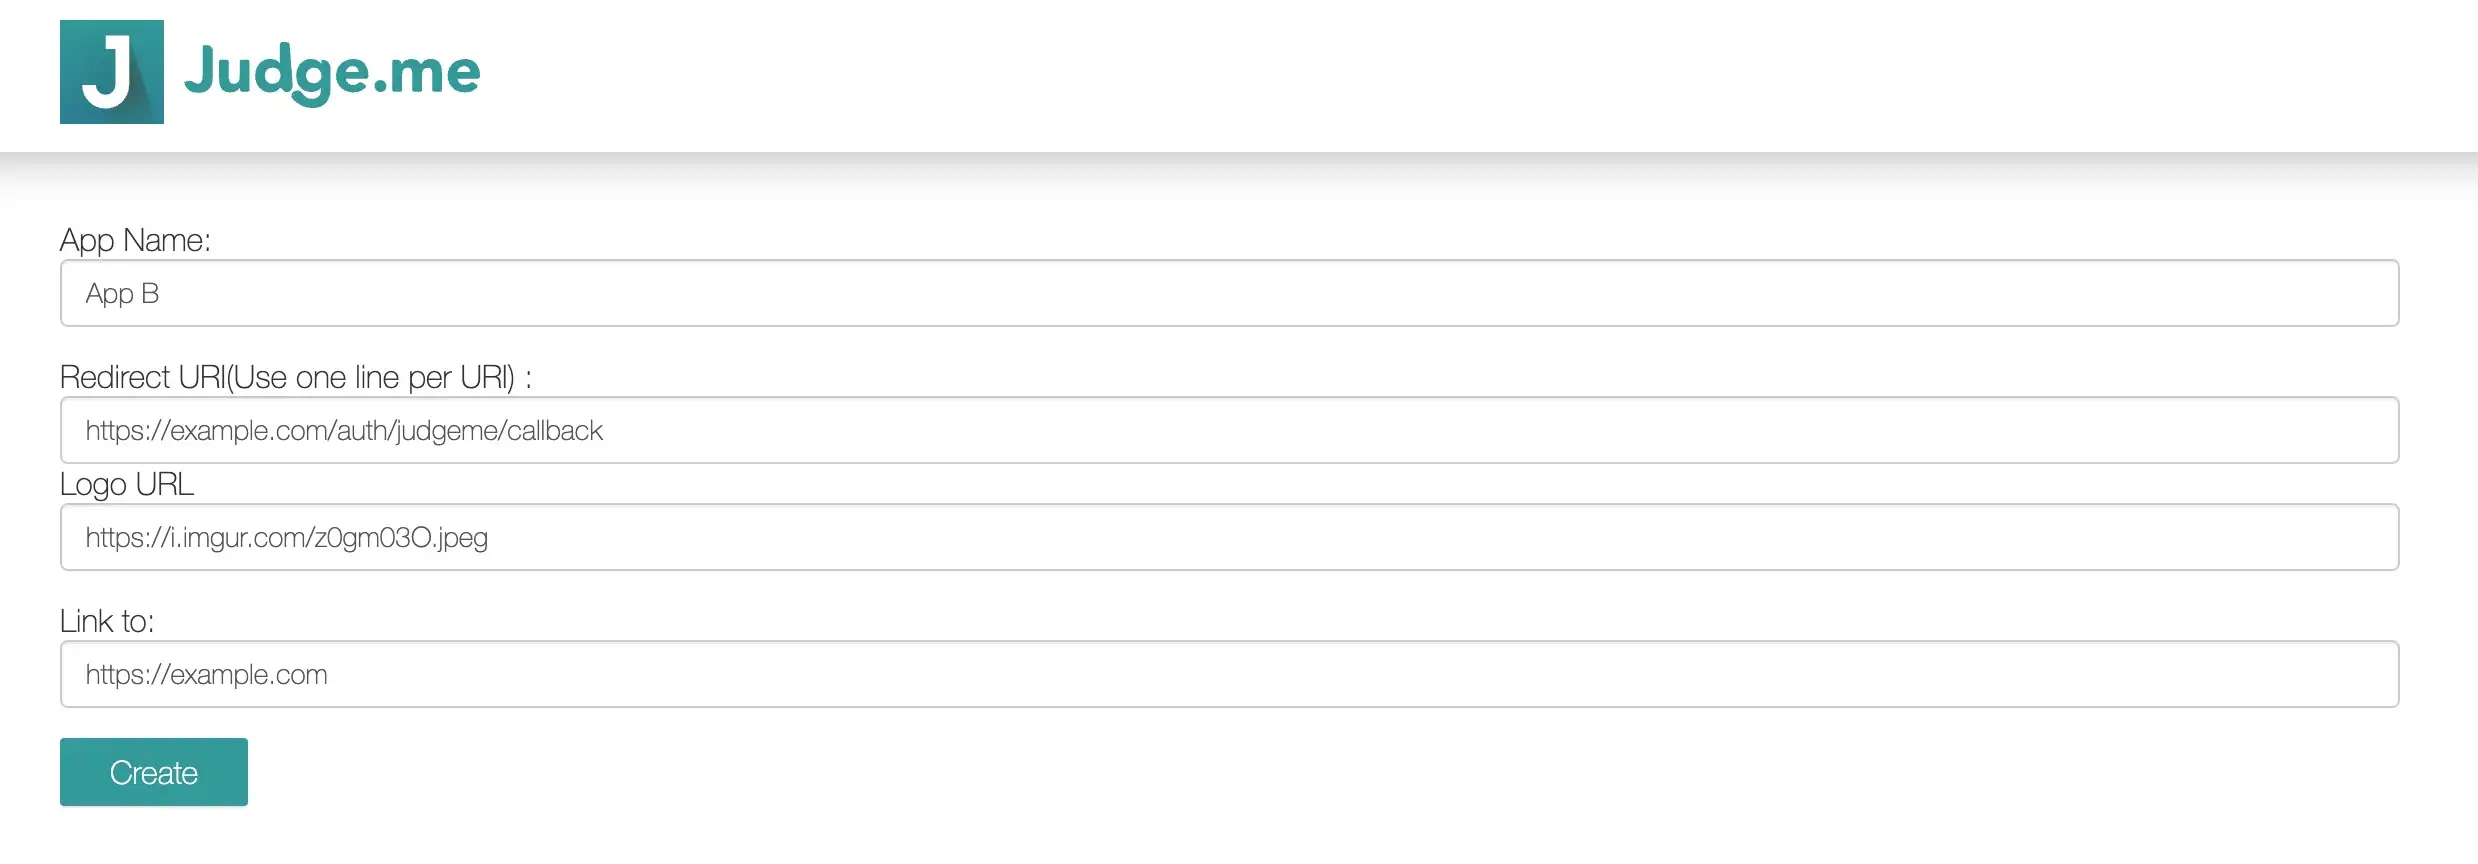 J Judge.me
App Name:
App B
Redirect URI(Use one line per URI) :
https://example.com/auth/judgeme/callback
Logo URL
https://i.imgur.com/z0gm03O.jpeg
Link to:
https://example.com
Create